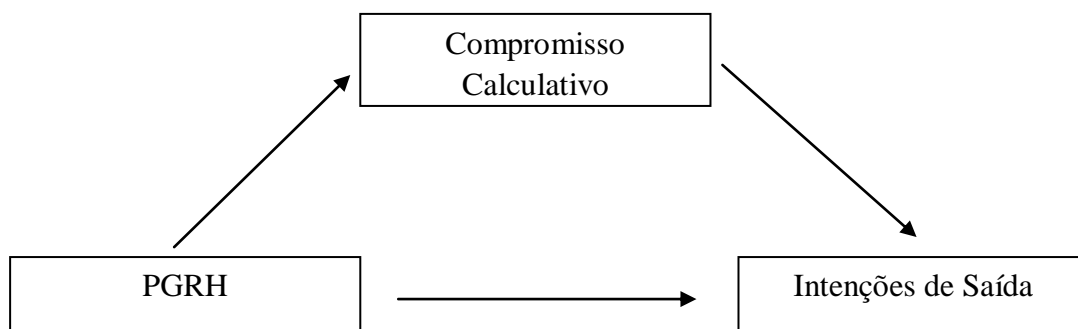 Compromisso
Calculativo
PGRH
Intenções de Saída